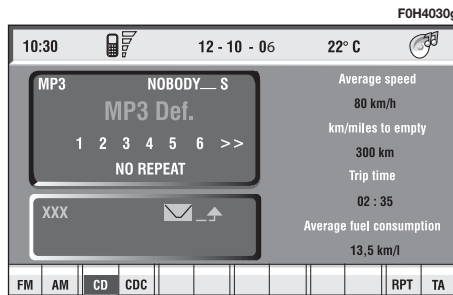 F0H4030g
10:30 12 - 10 - 06 22° C
MP3 NOBODY__ S
MP3 Def.
1 2 3 4 5 6 >>
NO REPEAT
XXX
Average speed
80 km/h
km/miles to empty
300 km
Trip time
02 : 35
Average fuel consumption
13,5 km/l
FM AM CD CDC RPT TA